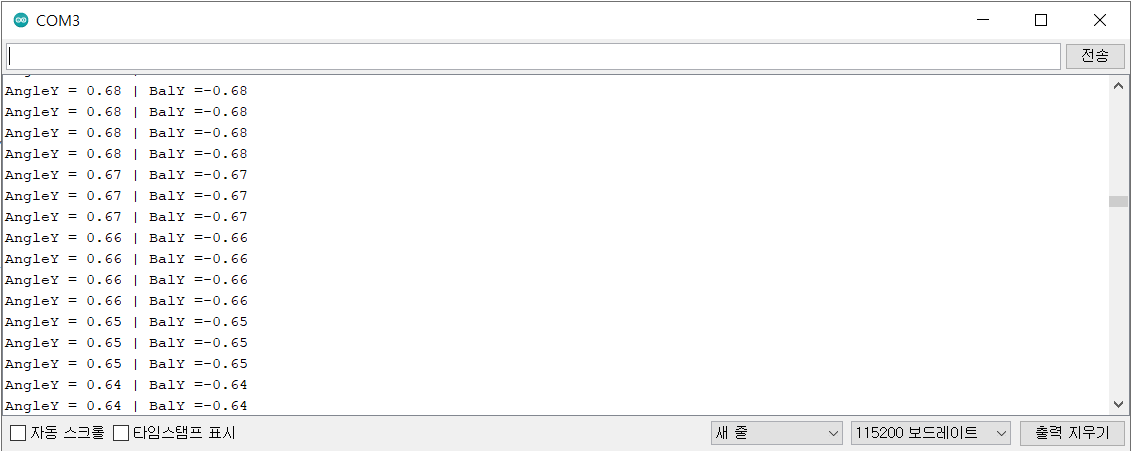 COM3
전송
AngleY = 0.68 | BalY =-0.68
AngleY = 0.68 | BalY =-0.68
AngleY = 0.68 | BalY =-0.68
AngleY = 0.68 | BalY =-0.68
AngleY = 0.67 | BalY =-0.67
AngleY = 0.67 | BalY =-0.67
AngleY = 0.67 | BalY =-0.67
AngleY = 0.66 | BalY =-0.66
AngleY = 0.66 | BalY =-0.66
AngleY = 0.66 | BalY =-0.66
AngleY = 0.66 | BalY =-0.66
AngleY = 0.65 | BalY =-0.65
AngleY = 0.65 | BalY =-0.65
AngleY = 0.65 | BalY =-0.65
AngleY = 0.64 | BalY =-0.64
AngleY = 0.64 | BalY =-0.64
자동 스크롤 타임스탬프 표시 새 줄 115200 보드레이트 출력 지우기